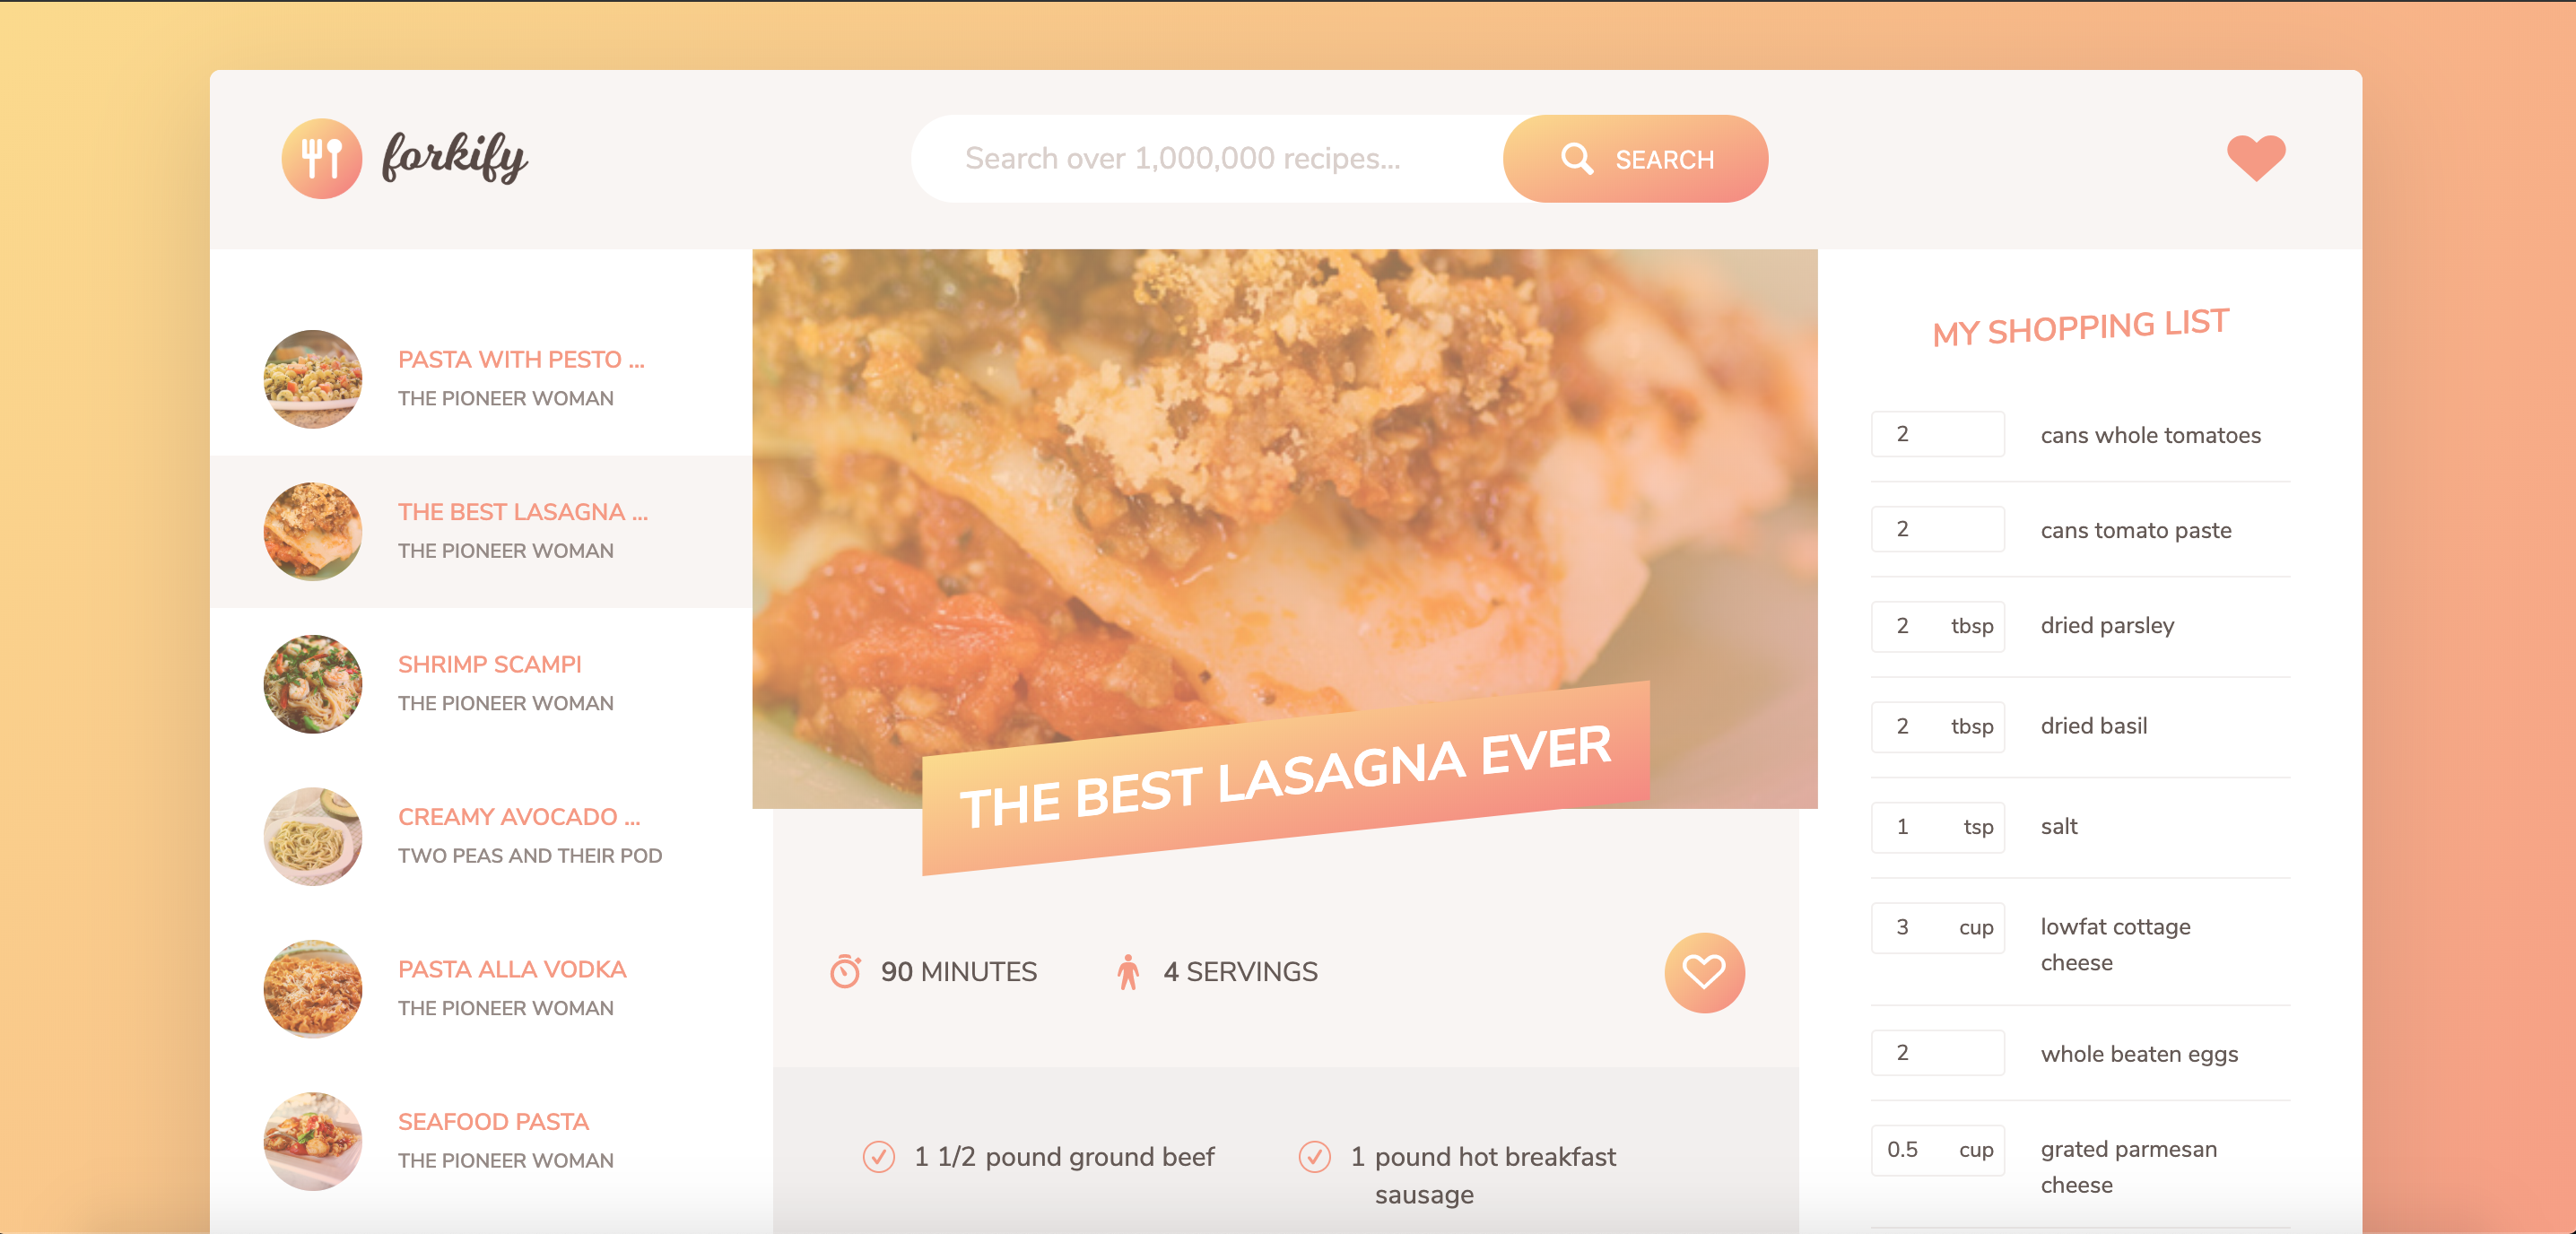 forkify
Search over 1,000,000 recipes...
SEARCH
PASTA WITH PESTO ...
THE PIONEER WOMAN
THE BEST LASAGNA ...
THE PIONEER WOMAN
SHRIMP SCAMPI
THE PIONEER WOMAN
CREAMY AVOCADO ...
TWO PEAS AND THEIR POD
PASTA ALLA VODKA
THE PIONEER WOMAN
SEAFOOD PASTA
THE PIONEER WOMAN
THE BEST LASAGNA EVER
90 MINUTES
4 SERVINGS
1 1/2 pound ground beef
1 pound hot breakfast
sausage
MY SHOPPING LIST
2 cans whole tomatoes
2 cans tomato paste
2 tbsp dried parsley
2 tbsp dried basil
1 tsp salt
3 cup lowfat cottage
cheese
2 whole beaten eggs
0.5 cup grated parmesan
cheese